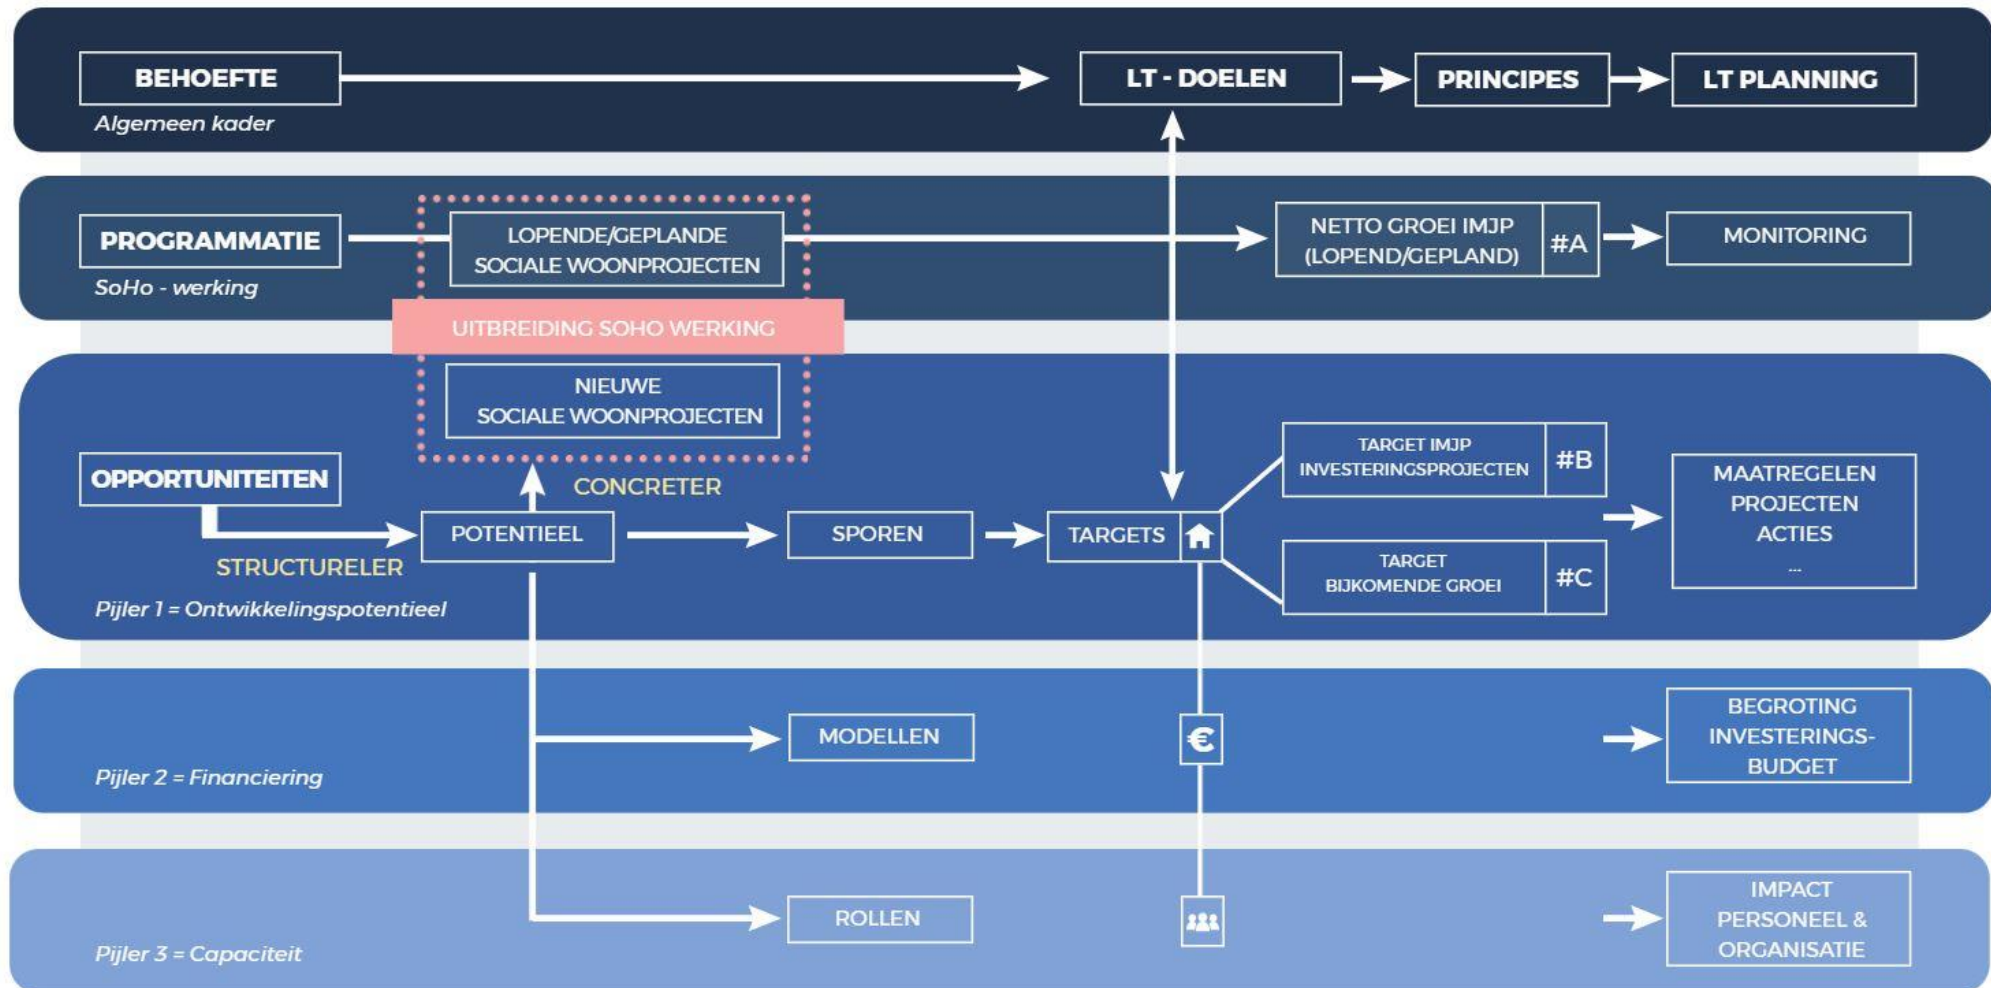 BEHOEFTE
LT - DOELEN
PRINCIPES
LT PLANNING
Algemeen kader
PROGRAMMATIE
LOPENDE/GEPLANDE
SOCIALE WOONPROJECTEN
NETTO GROEI IMJP
(LOPEND/GEPLAND)
#A
MONITORING
SoHo - werking
UITBREIDING SOHO WERKING
NIEUWE
SOCIALE WOONPROJECTEN
OPPORTUNITEITEN
CONCRETER
STRUCTURELER
POTENTIEEL
SPOREN
TARGETS
TARGET IMJP
INVESTERINGSPROJECTEN
#B
TARGET
BIJKOMENDE GROEI
#C
MAATREGELEN
PROJECTEN
ACTIES
...
Pijler 1 = Ontwikkelingspotentieel
MODELLEN
€
BEGROTING
INVESTERINGS-
BUDGET
Pijler 2 = Financiering
ROLLEN
IMPACT
PERSONEEL &
ORGANISATIE
Pijler 3 = Capaciteit